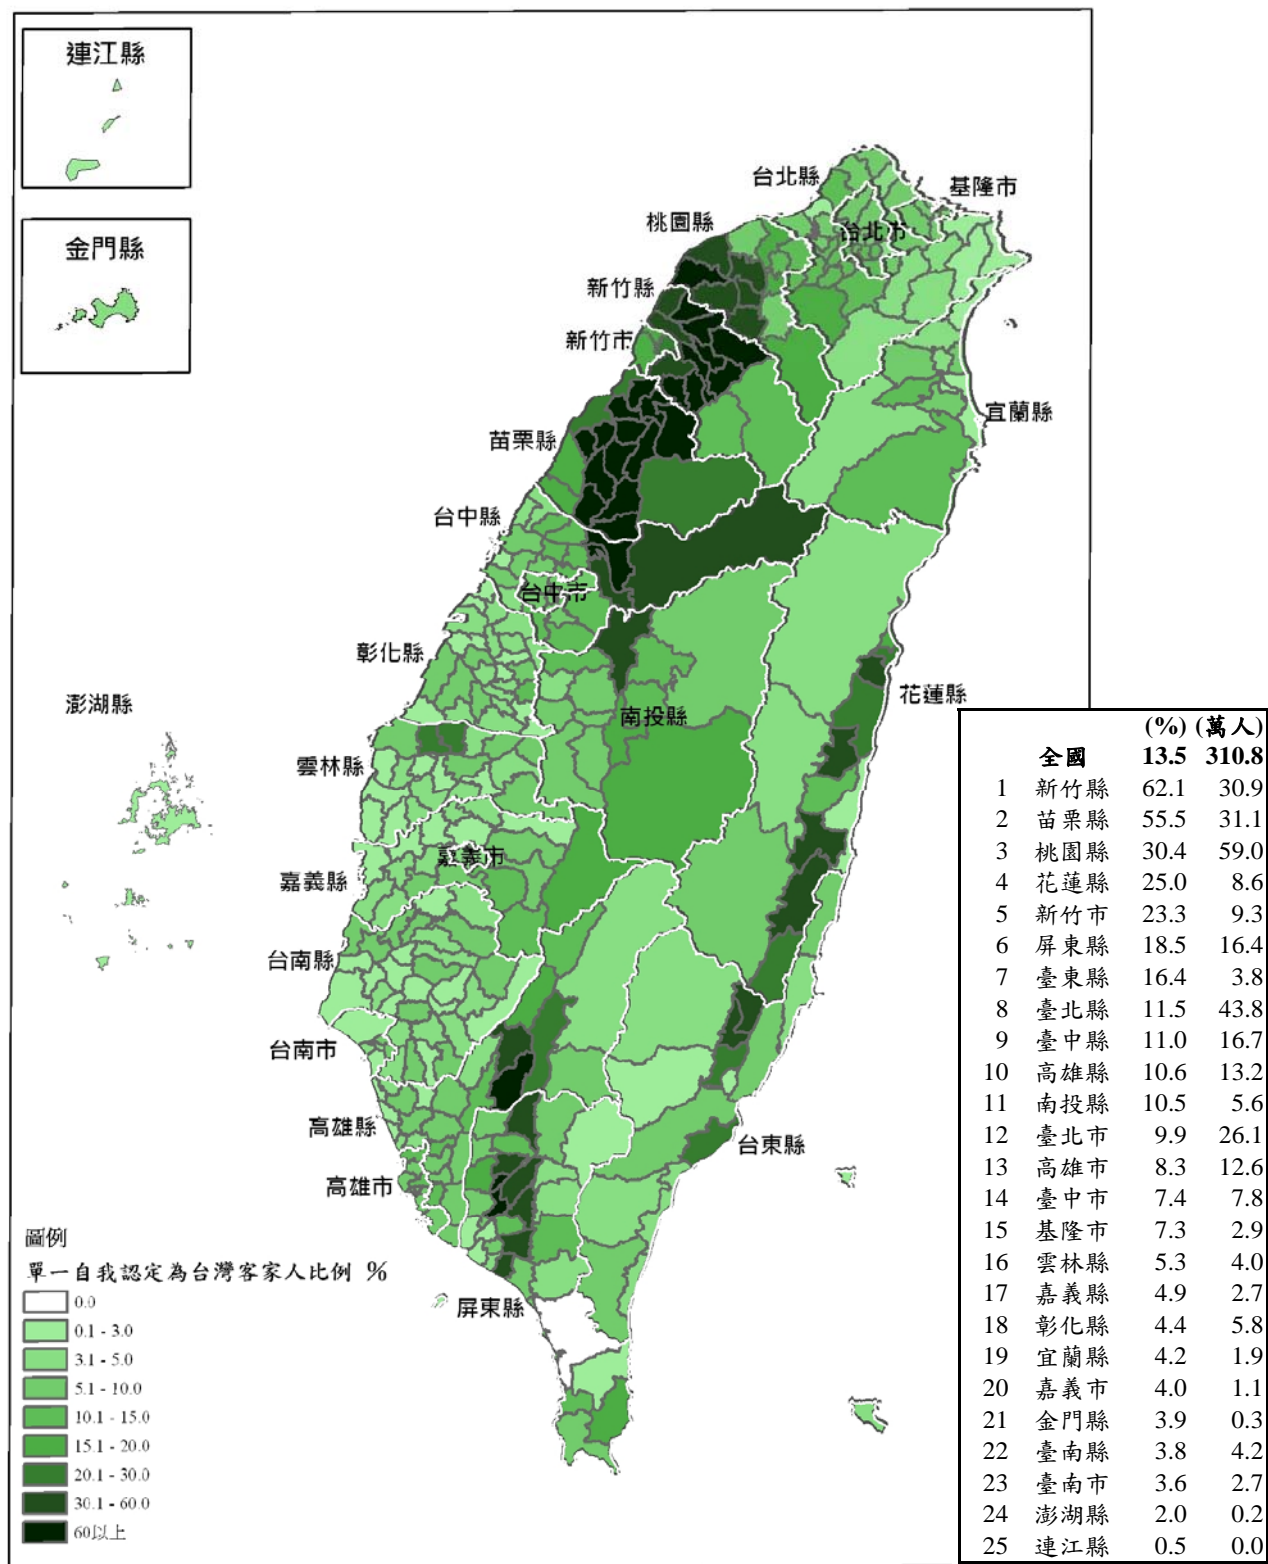 連江縣
金門縣
台北縣
基隆市
桃園縣
台北市
新竹縣
新竹市
宜蘭縣
苗栗縣
台中縣
台中市
彰化縣
花蓮縣
澎湖縣
南投縣
雲林縣
嘉義市
嘉義縣
台南縣
台南市
高雄縣
台東縣
高雄市
屏東縣
圖例
單一自我認定為台灣客家人比例 %
0.0
0.1 - 3.0
3.1 - 5.0
5.1 - 10.0
10.1 - 15.0
15.1 - 20.0
20.1 - 30.0
30.1 - 60.0
60以上
(%) (萬人)
全國 13.5 310.8
1 新竹縣 62.1 30.9
2 苗栗縣 55.5 31.1
3 桃園縣 30.4 59.0
4 花蓮縣 25.0 8.6
5 新竹市 23.3 9.3
6 屏東縣 18.5 16.4
7 臺東縣 16.4 3.8
8 臺北縣 11.5 43.8
9 臺中縣 11.0 16.7
10 高雄縣 10.6 13.2
11 南投縣 10.5 5.6
12 臺北市 9.9 26.1
13 高雄市 8.3 12.6
14 臺中市 7.4 7.8
15 基隆市 7.3 2.9
16 雲林縣 5.3 4.0
17 嘉義縣 4.9 2.7
18 彰化縣 4.4 5.8
19 宜蘭縣 4.2 1.9
20 嘉義市 4.0 1.1
21 金門縣 3.9 0.3
22 臺南縣 3.8 4.2
23 臺南市 3.6 2.7
24 澎湖縣 2.0 0.2
25 連江縣 0.5 0.0